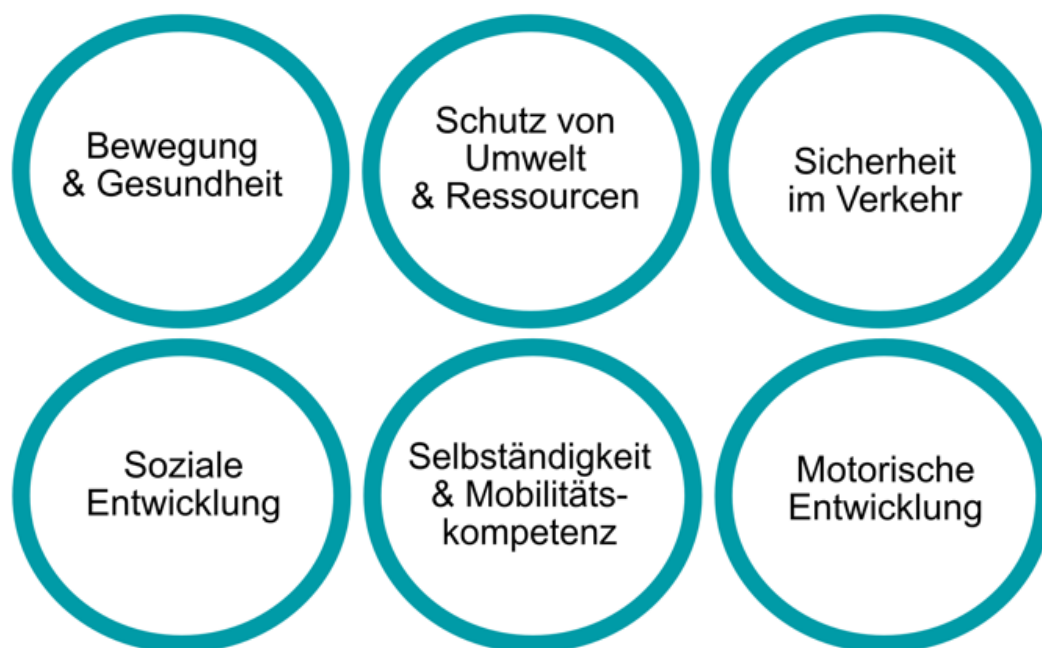 Bewegung
& Gesundheit
Schutz von
Umwelt
& Ressourcen
Sicherheit
im Verkehr
Soziale
Entwicklung
Selbständigkeit
& Mobilitäts-
kompetenz
Motorische
Entwicklung